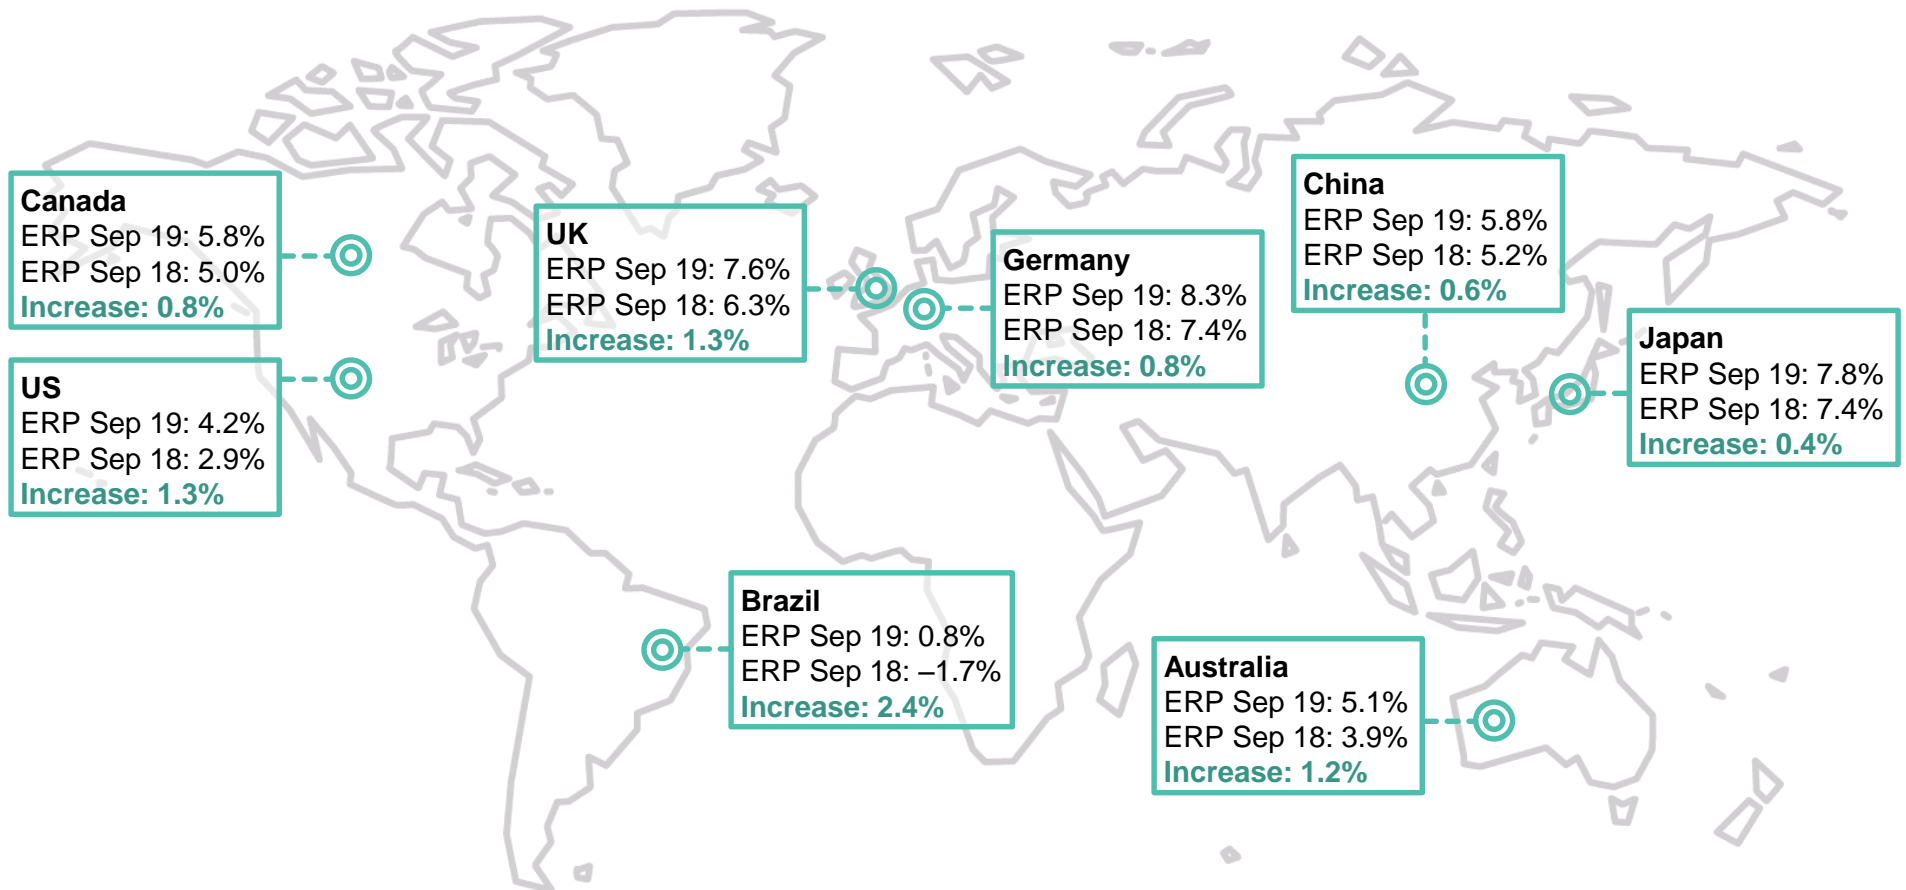 Canada
ERP Sep 19: 5.8%
ERP Sep 18: 5.0%
Increase: 0.8%
US
ERP Sep 19: 4.2%
ERP Sep 18: 2.9%
Increase: 1.3%
UK
ERP Sep 19: 7.6%
ERP Sep 18: 6.3%
Increase: 1.3%
Germany
ERP Sep 19: 8.3%
ERP Sep 18: 7.4%
Increase: 0.8%
China
ERP Sep 19: 5.8%
ERP Sep 18: 5.2%
Increase: 0.6%
Japan
ERP Sep 19: 7.8%
ERP Sep 18: 7.4%
Increase: 0.4%
Brazil
ERP Sep 19: 0.8%
ERP Sep 18: –1.7%
Increase: 2.4%
Australia
ERP Sep 19: 5.1%
ERP Sep 18: 3.9%
Increase: 1.2%